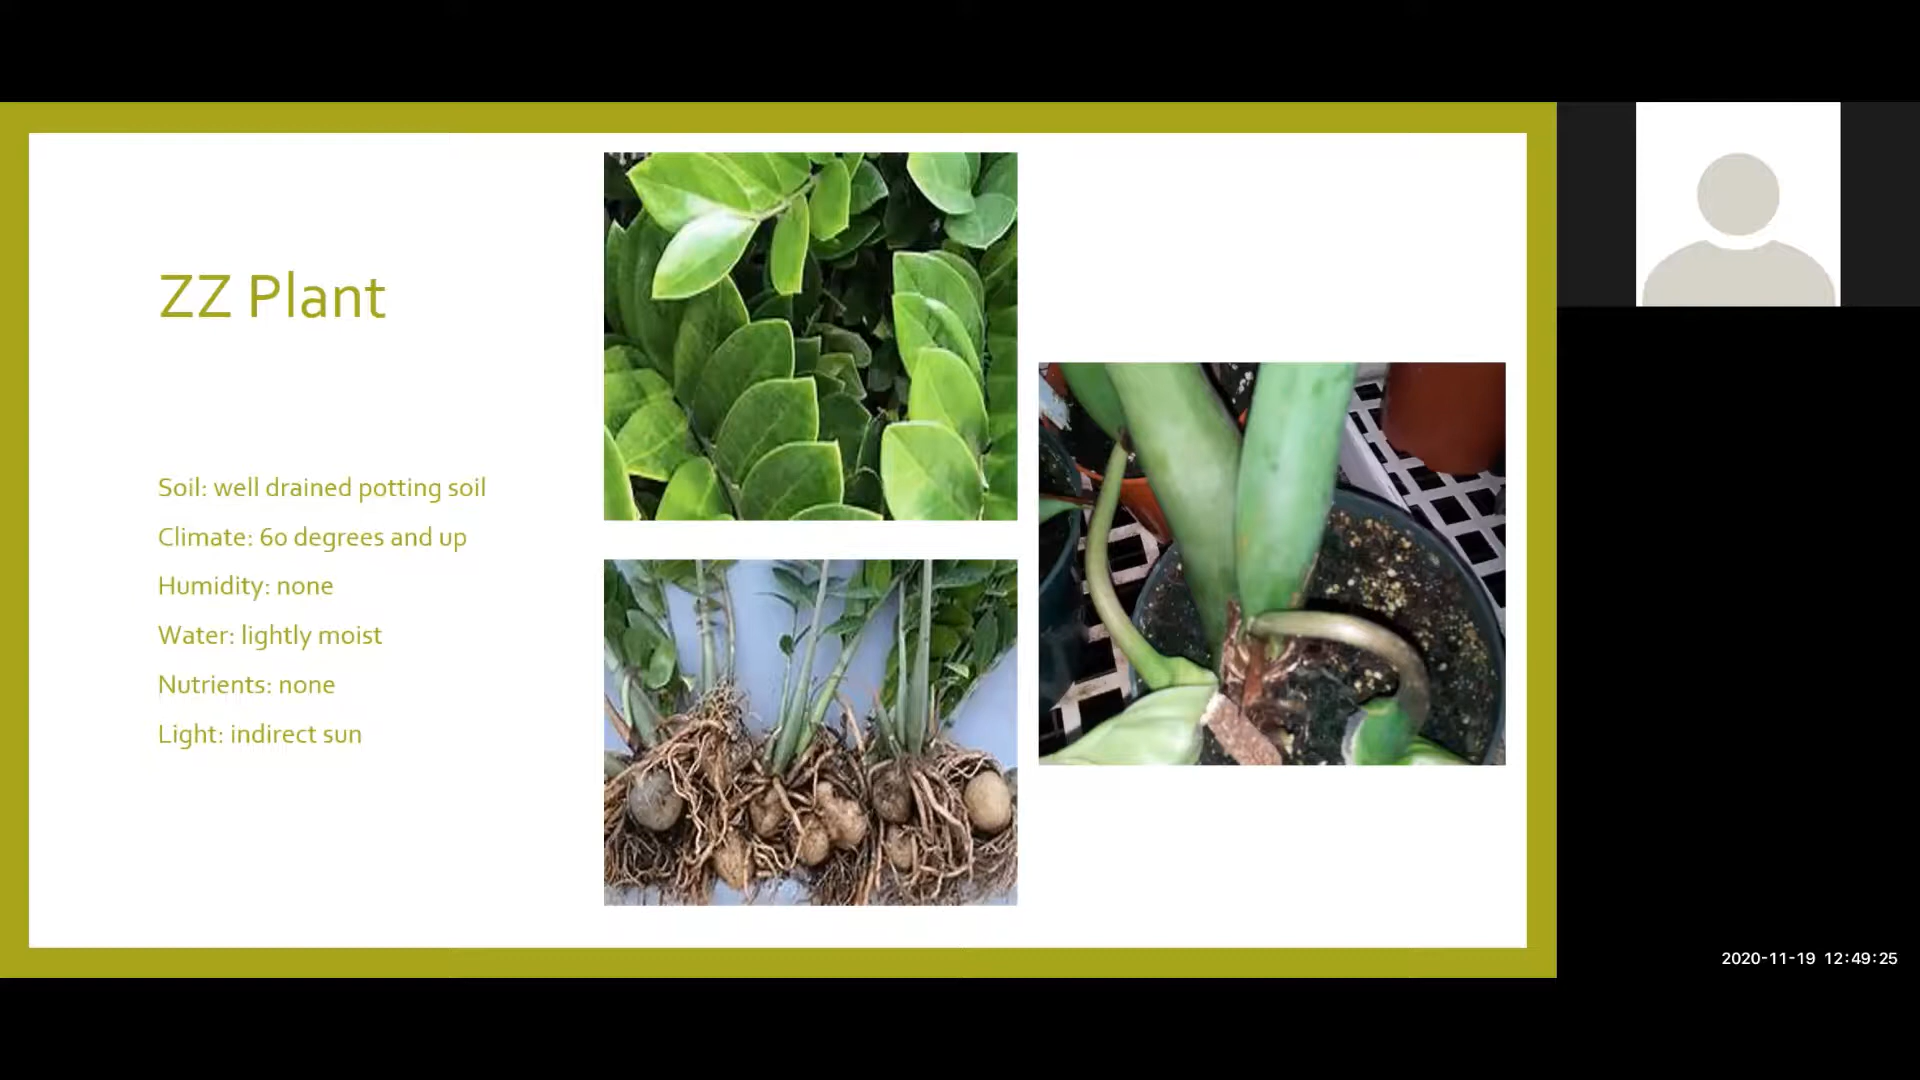 ZZ Plant
Soil: well drained potting soil
Climate: 60 degrees and up
Humidity: none
Water: lightly moist
Nutrients: none
Light: indirect sun
2020-11-19 12:49:25